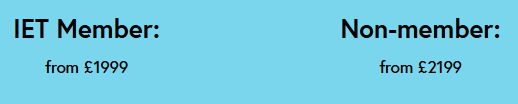 IET Member:
from £1999
Non-member:
from £2199